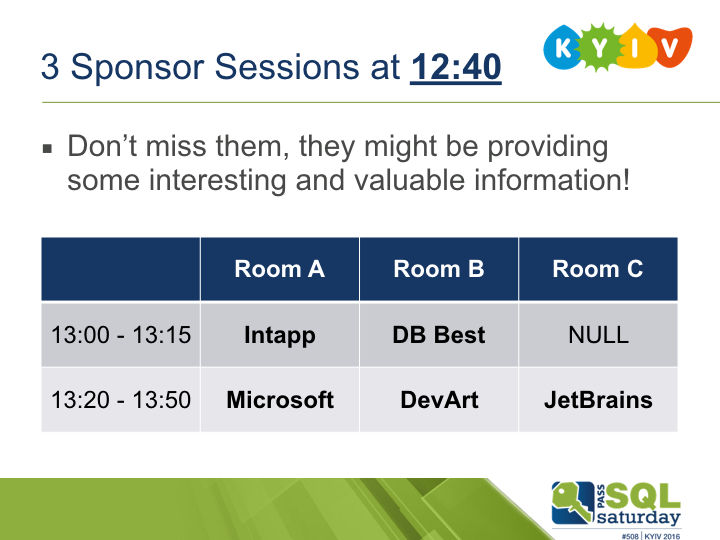 3 Sponsor Sessions at 12:40
KYIV
▪ Don’t miss them, they might be providing
some interesting and valuable information!
Room A Room B Room C
13:00 - 13:15 Intapp DB Best NULL
13:20 - 13:50 Microsoft DevArt JetBrains
PASS SQL
saturday
#508 | KYIV 2016